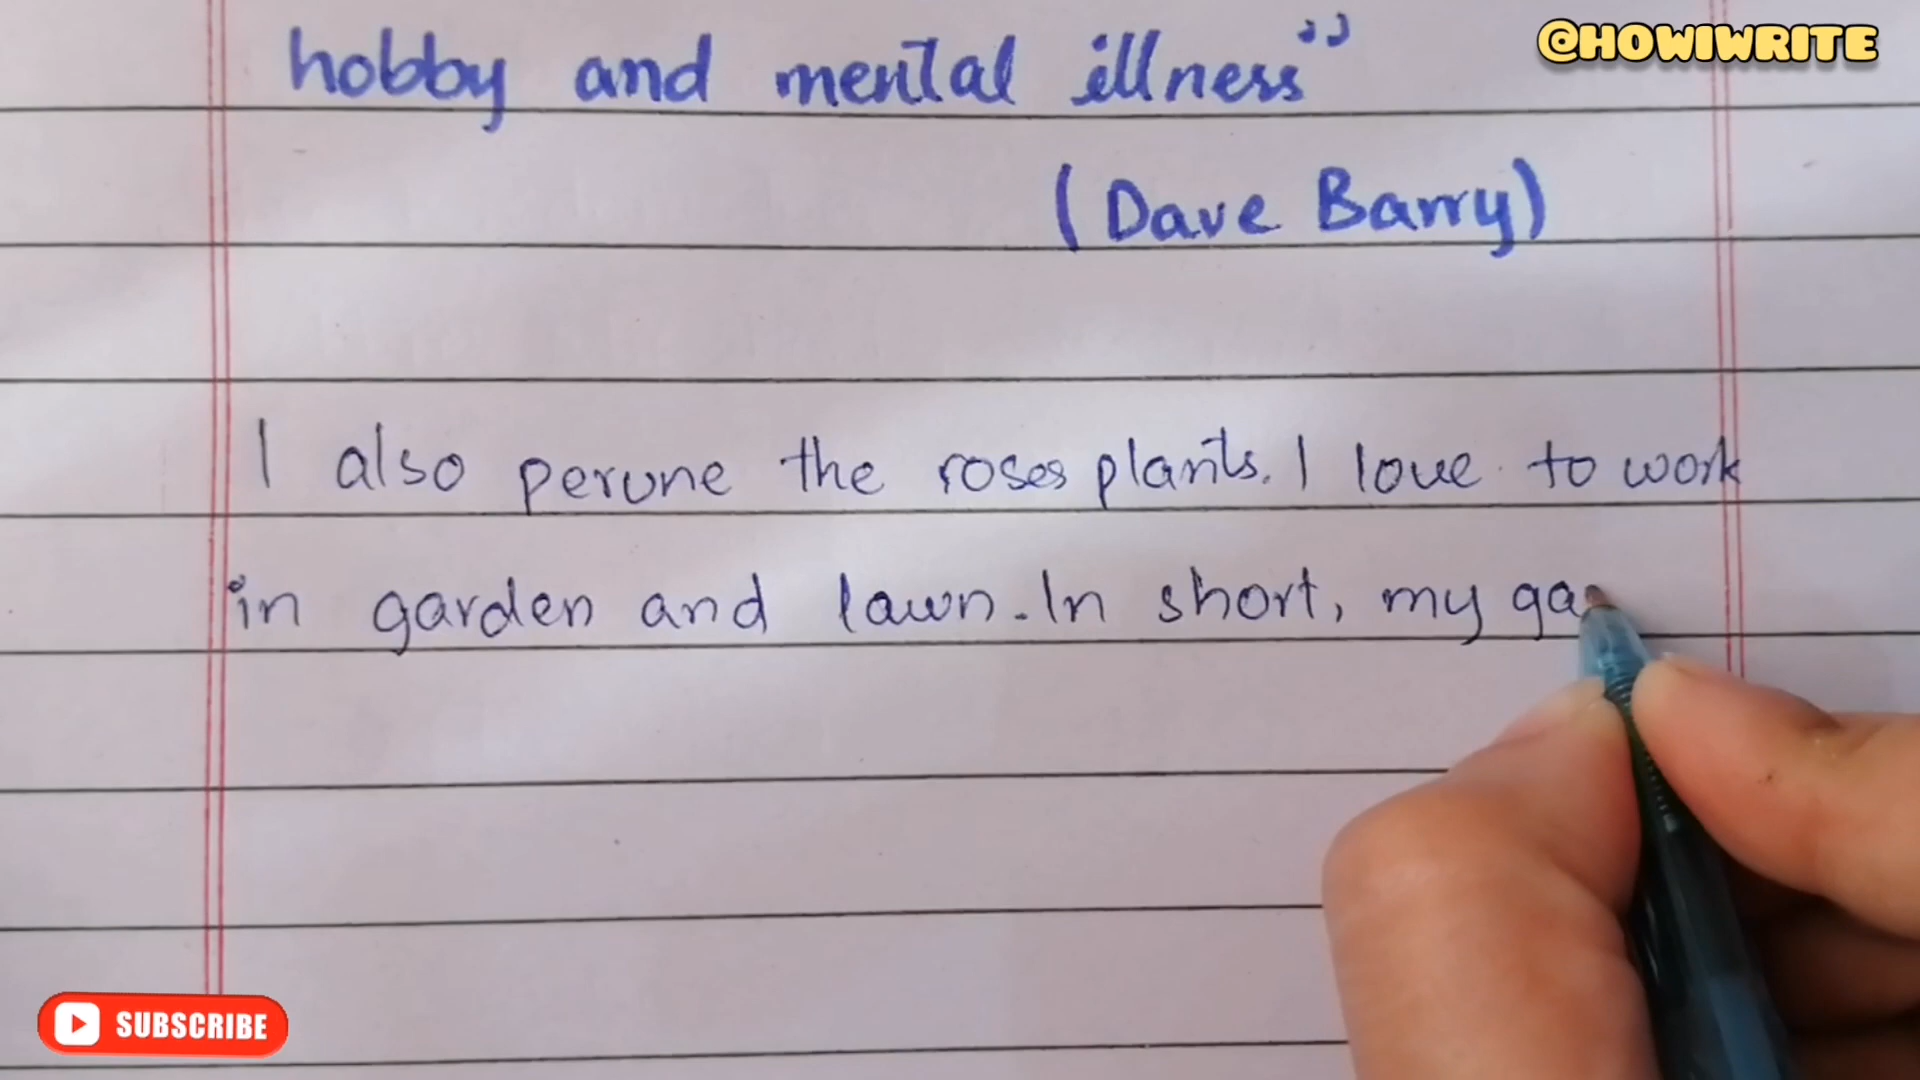 @HOWIWRITE
hobby and mental illness”
(Dave Barry)
I also perune the roses plants. I love to work
in garden and lawn. In short, my ga
SUBSCRIBE